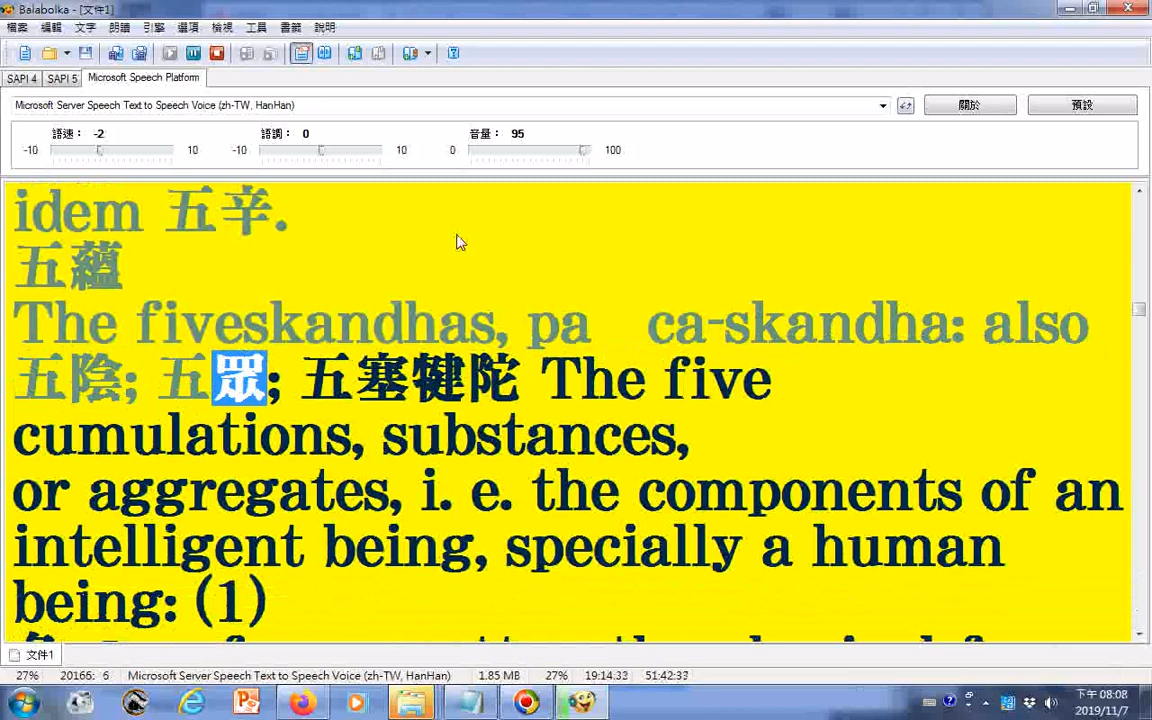 Balabolka - [文件1]
檔案 編輯 文字 朗讀 引擎 選項 檢視 工具 書籤 說明
SAPI 4 SAPI 5 Microsoft Speech Platform
Microsoft Server Speech Text to Speech Voice (zh-TW, HanHan) 關於 預設
語速： -2 語調： 0 音量： 95
-10 10 -10 10 0 100
idem 五辛.
五蘊
The fiveskandhas, pa ca-skandha: also
五陰; 五眾; 五塞犍陀 The five
cumulations, substances,
or aggregates, i. e. the components of an
intelligent being, specially a human
being: (1)
文件1
27% 20166: 6 Microsoft Server Speech Text to Speech Voice (zh-TW, HanHan) 1.85 MB 27% 19:14:33 51:42:33
下午 08:08
2019/11/7